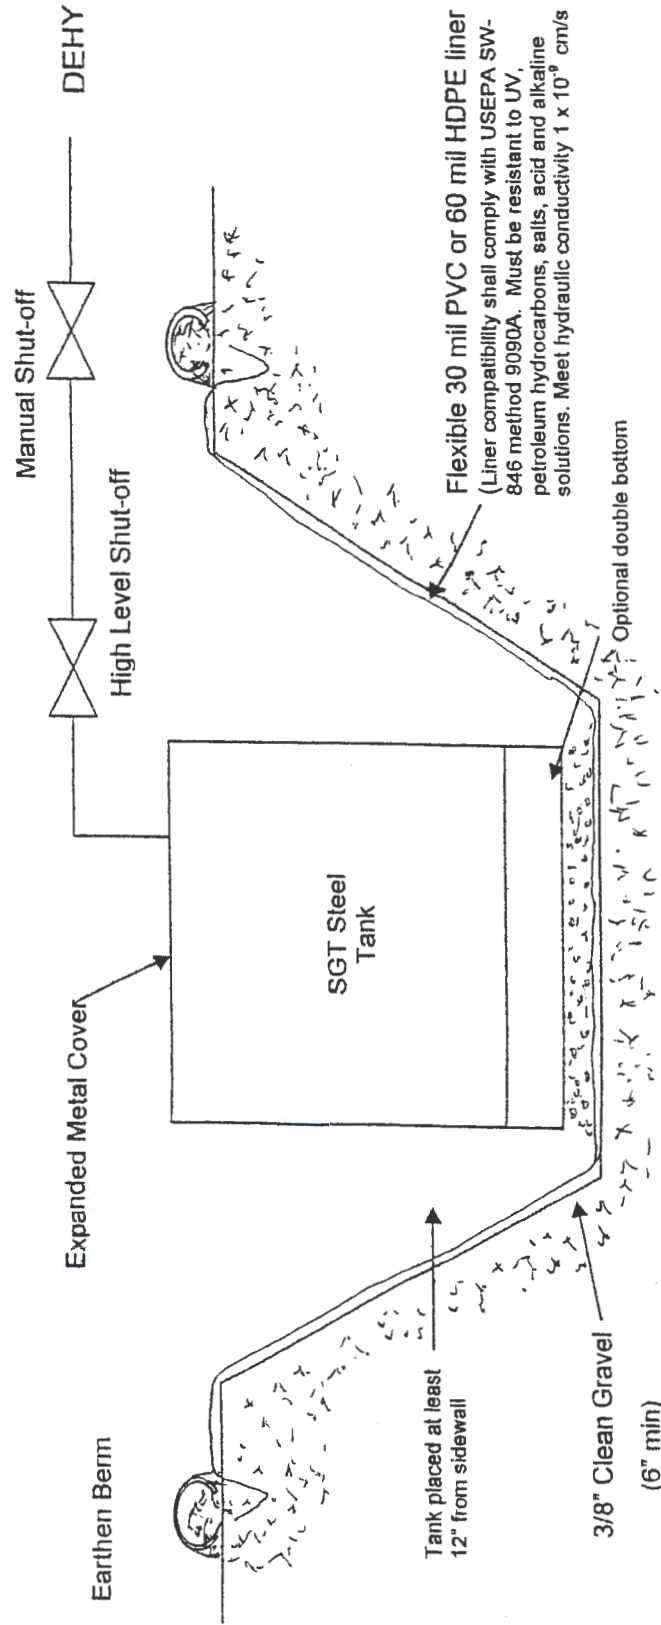 DEHY
Manual Shut-off
High Level Shut-off
Expanded Metal Cover
Earthen Berm
SGT Steel
Tank
Flexible 30 mil PVC or 60 mil HDPE liner
(Liner compatibility shall comply with USEPA SW-
846 method 9090A. Must be resistant to UV,
petroleum hydrocarbons, salts, acid and alkaline
solutions. Meet hydraulic conductivity 1 x 10⁻⁹ cm/s
Optional double bottom
Tank placed at least
12" from sidewall
3/8" Clean Gravel
(6" min)